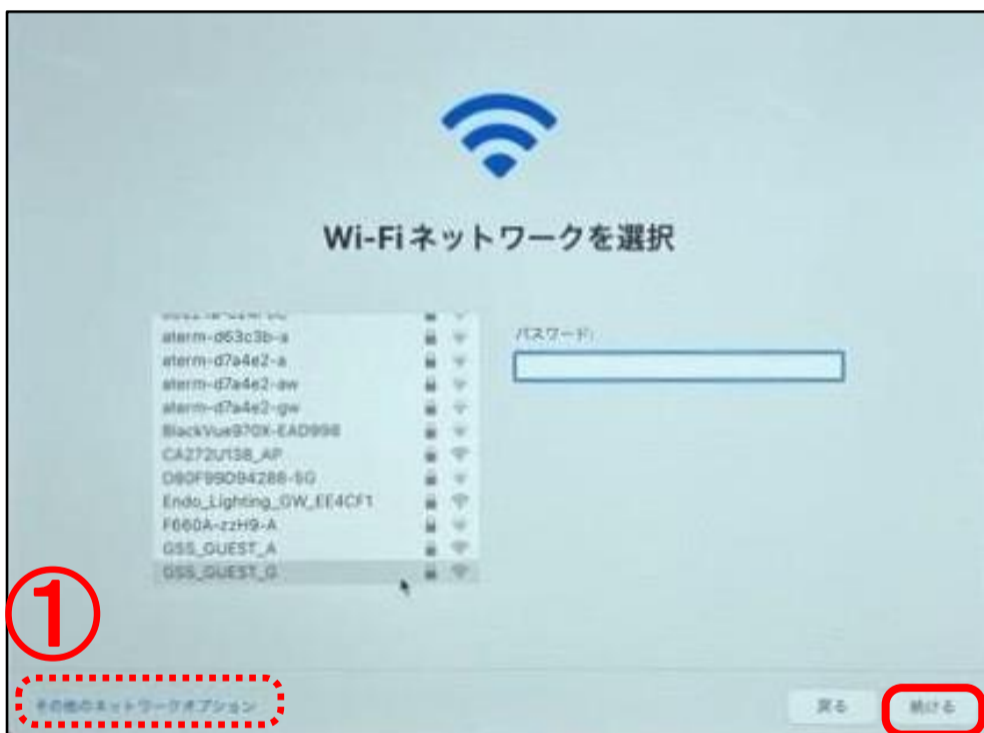 Wi-Fiネットワークを選択
aterm-d63c3b-a
aterm-d7a4e2-a
aterm-d7a4e2-aw
aterm-d7a4e2-gw
BlackVue970X-EAD998
CA272U138_AP
D80F99D94288-5G
Endo_Lighting_GW_EE4CF1
F660A-zzH9-A
GSS_GUEST_A
GSS_GUEST_G
パスワード:
①
その他のネットワークオプション
戻る
続ける